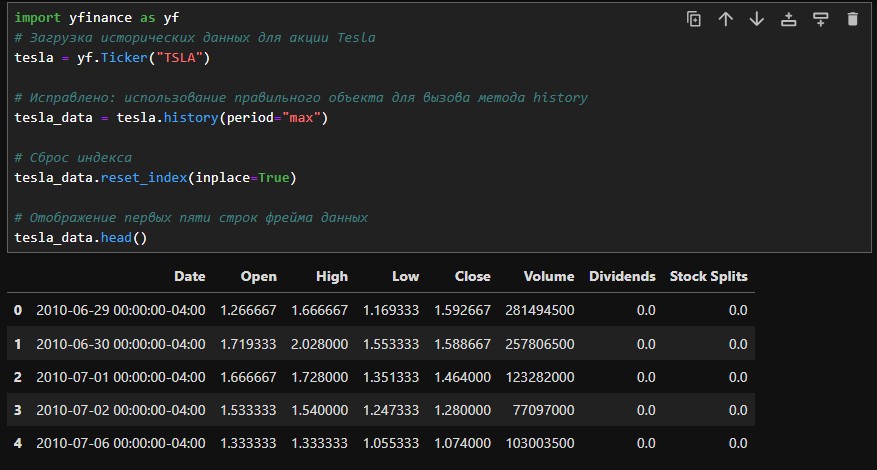 import yfinance as yf
# Загрузка исторических данных для акции Tesla
tesla = yf.Ticker("TSLA")
# Исправлено: использование правильного объекта для вызова метода history
tesla_data = tesla.history(period="max")
# Сброс индекса
tesla_data.reset_index(inplace=True)
# Отображение первых пяти строк фрейма данных
tesla_data.head()
Date Open High Low Close Volume Dividends Stock Splits
0 2010-06-29 00:00:00-04:00 1.266667 1.666667 1.169333 1.592667 281494500 0.0 0.0
1 2010-06-30 00:00:00-04:00 1.719333 2.028000 1.553333 1.588667 257806500 0.0 0.0
2 2010-07-01 00:00:00-04:00 1.666667 1.728000 1.351333 1.464000 123282000 0.0 0.0
3 2010-07-02 00:00:00-04:00 1.533333 1.540000 1.247333 1.280000 77097000 0.0 0.0
4 2010-07-06 00:00:00-04:00 1.333333 1.333333 1.055333 1.074000 103003500 0.0 0.0